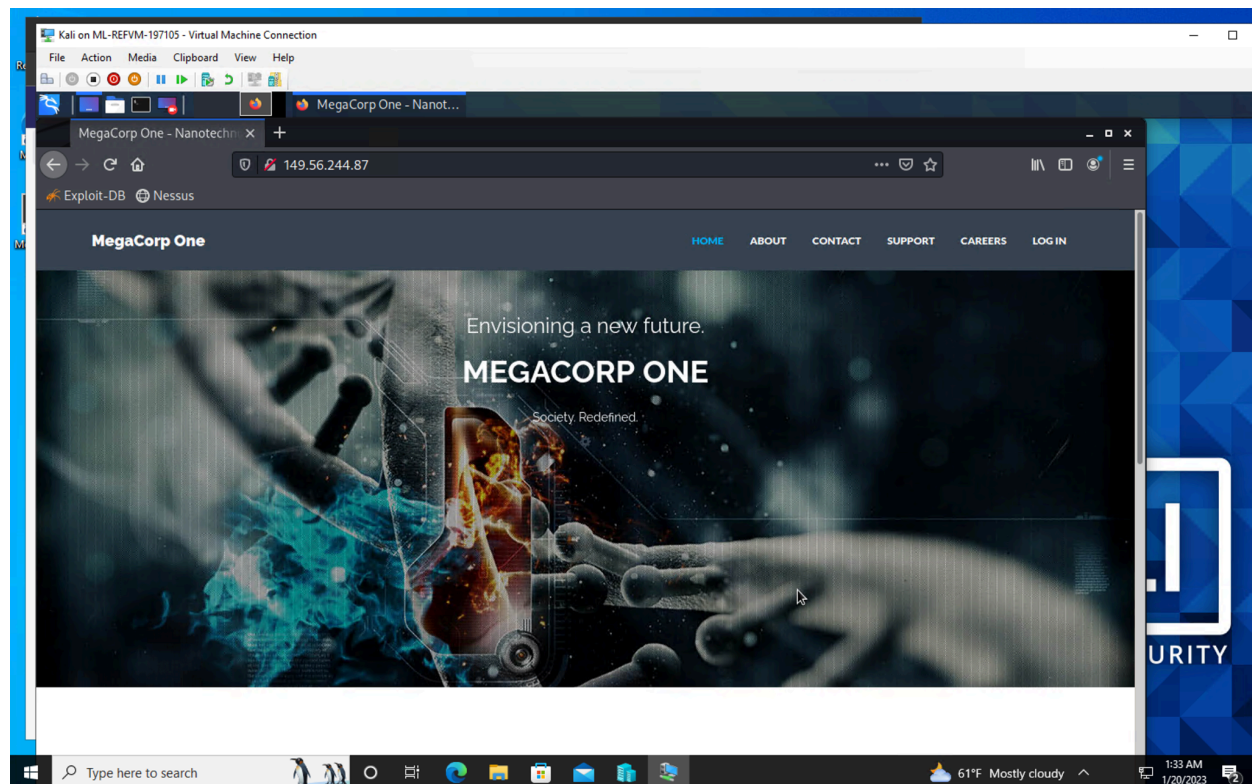 Kali on ML-REFVM-197105 - Virtual Machine Connection
File Action Media Clipboard View Help
MegaCorp One - Nanot...
MegaCorp One - Nanotechn
149.56.244.87
Exploit-DB Nessus
MegaCorp One
HOME ABOUT CONTACT SUPPORT CAREERS LOG IN
Envisioning a new future.
MEGACORP ONE
Society. Redefined.
URITY
Type here to search
61°F Mostly cloudy
1:33 AM
1/20/2023
2